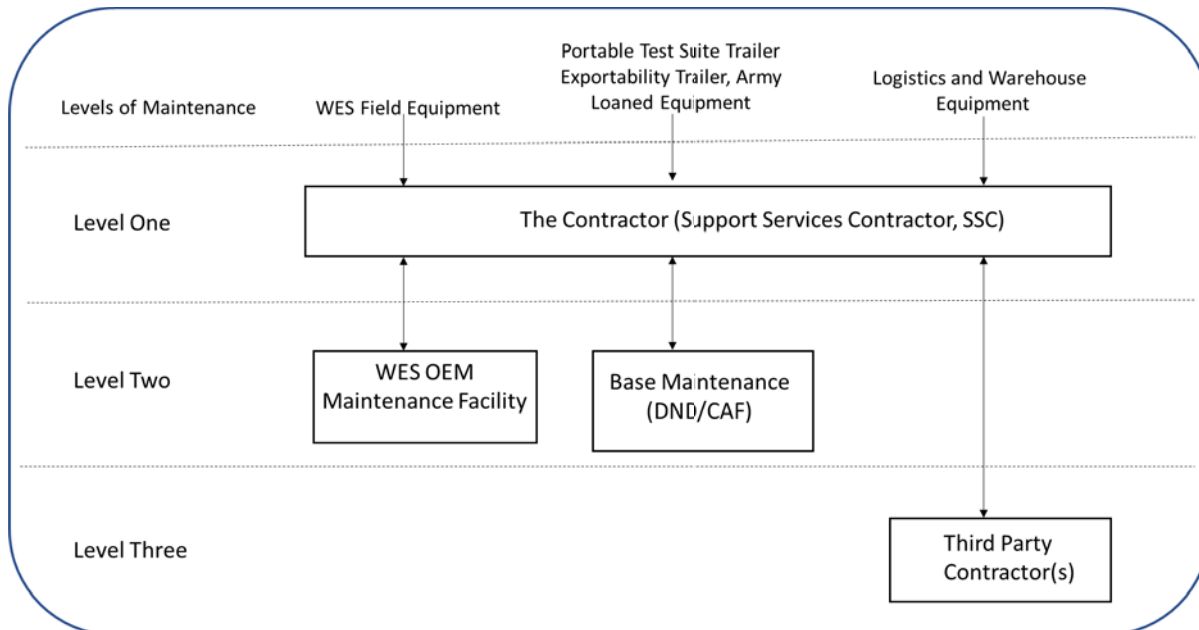 Levels of Maintenance
WES Field Equipment
Portable Test Suite Trailer
Exportability Trailer, Army
Loaned Equipment
Logistics and Warehouse
Equipment
Level One
The Contractor (Support Services Contractor, SSC)
Level Two
WES OEM
Maintenance Facility
Base Maintenance
(DND/CAF)
Level Three
Third Party
Contractor(s)